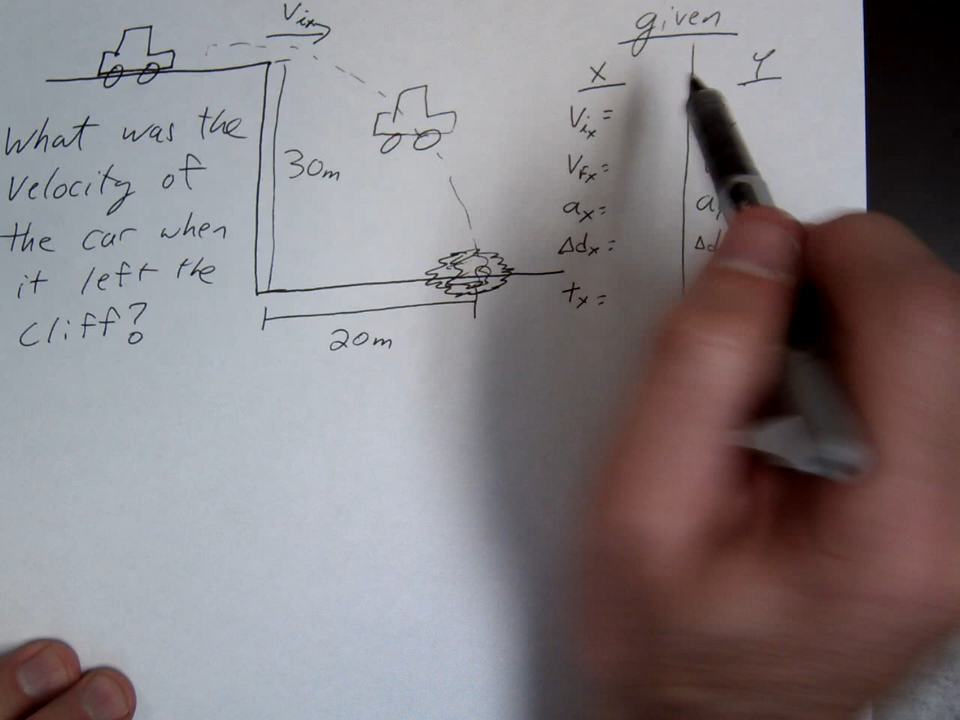 Vix
given
x
y
What was the
velocity of
the car when
it left the
cliff?
30m
20m
Vix=
Vfx=
ax=
Δdx=
tx=
a
Δd